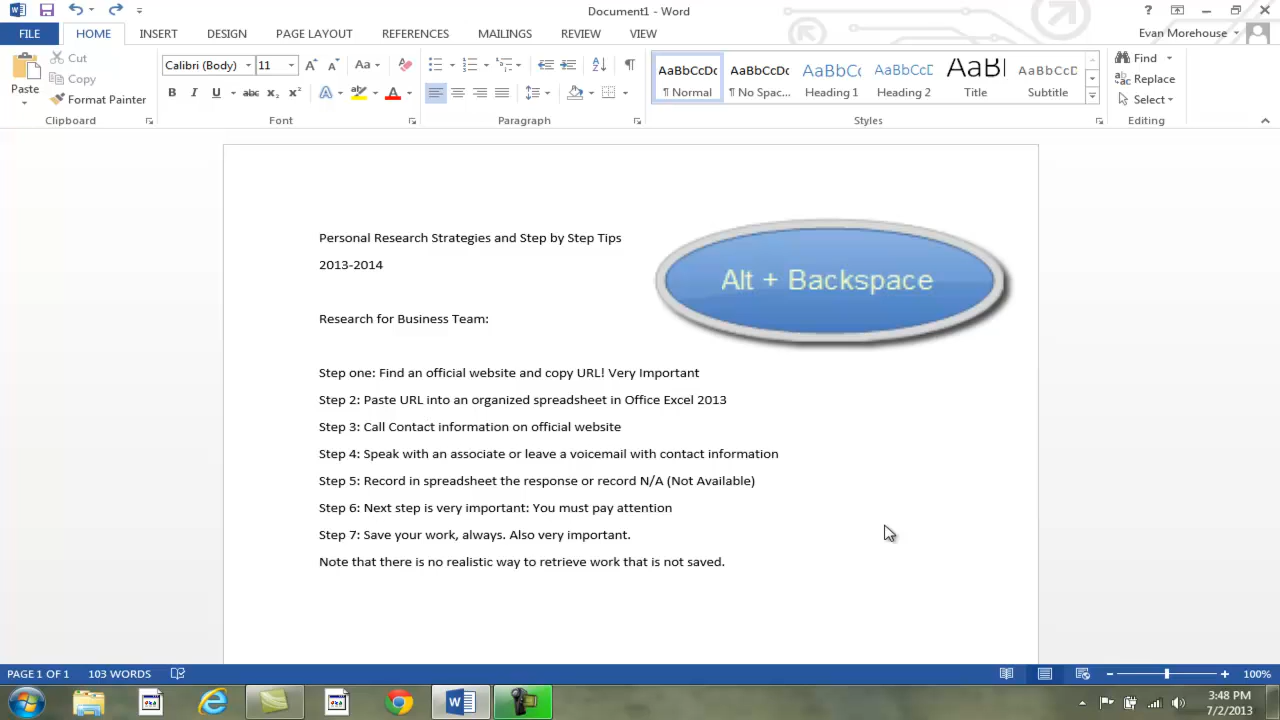 Document1 - Word
?
FILE HOME INSERT DESIGN PAGE LAYOUT REFERENCES MAILINGS REVIEW VIEW
Evan Morehouse
Paste
Cut
Copy
Format Painter
Clipboard
Calibri (Body) 11
Aa
B I U abc X₂ X²
A A
Font
Paragraph
AaBbCcDc AaBbCcDc AaBbCc AaBbCcD AaBl AaBbCcD
¶ Normal ¶ No Spac... Heading 1 Heading 2 Title Subtitle
Styles
Find
Replace
Select
Editing
Personal Research Strategies and Step by Step Tips
2013-2014
Alt + Backspace
Research for Business Team:
Step one: Find an official website and copy URL! Very Important
Step 2: Paste URL into an organized spreadsheet in Office Excel 2013
Step 3: Call Contact information on official website
Step 4: Speak with an associate or leave a voicemail with contact information
Step 5: Record in spreadsheet the response or record N/A (Not Available)
Step 6: Next step is very important: You must pay attention
Step 7: Save your work, always. Also very important.
Note that there is no realistic way to retrieve work that is not saved.
PAGE 1 OF 1 103 WORDS
100%
3:48 PM
7/2/2013